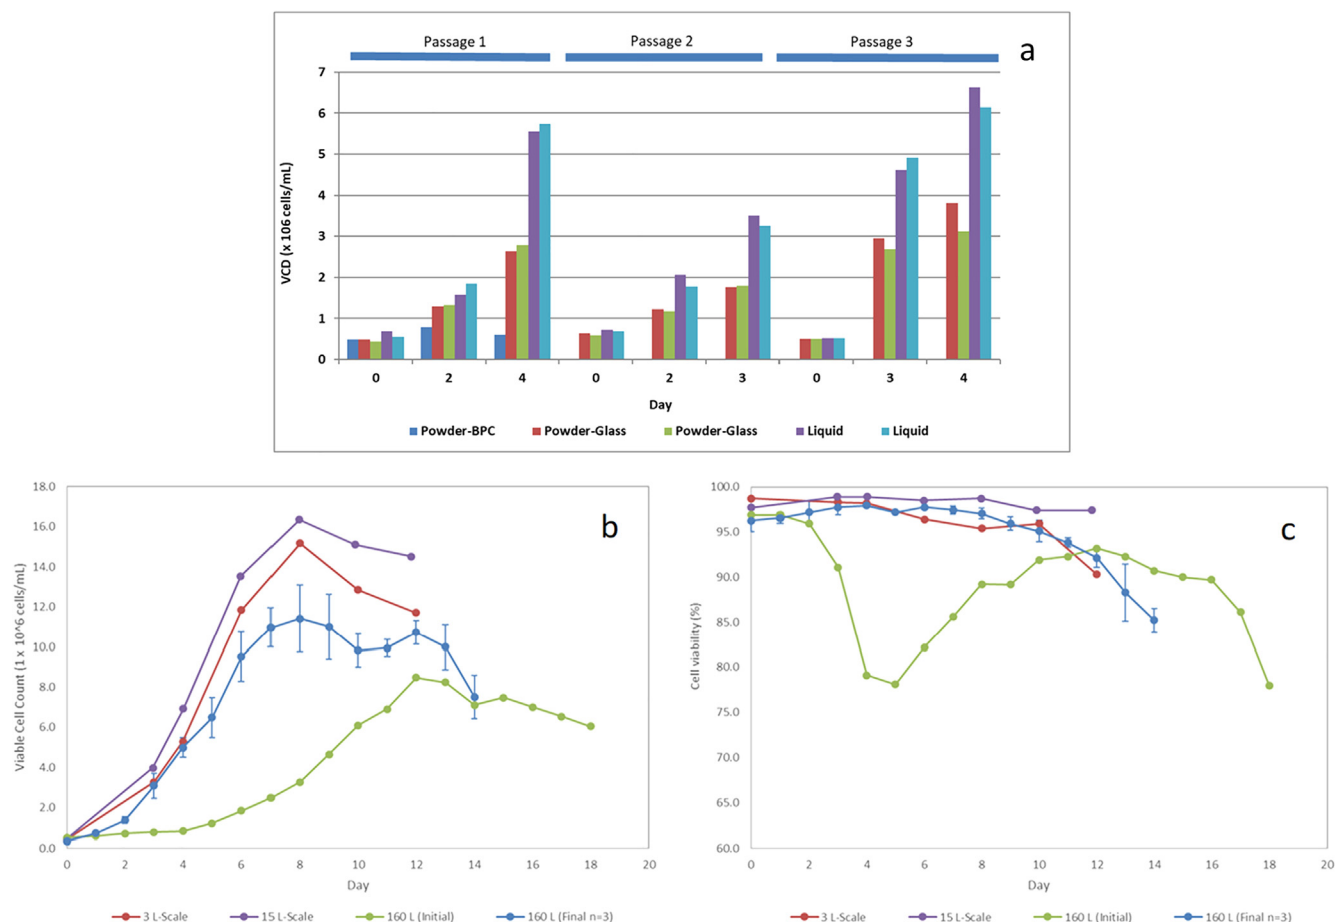 Passage 1 Passage 2 Passage 3
a
7
6
5
4
3
2
1
0
VCD (x 106 cells/mL)
0 2 4 0 2 3 0 3 4
Day
Powder-BPC Powder-Glass Powder-Glass Liquid Liquid
b
18.0
16.0
14.0
12.0
10.0
8.0
6.0
4.0
2.0
0.0
Viable Cell Count (1 x 10^6 cells/mL)
0 2 4 6 8 10 12 14 16 18 20
Day
3 L-Scale 15 L-Scale 160 L (Initial) 160 L (Final n=3)
c
100.0
95.0
90.0
85.0
80.0
75.0
70.0
65.0
60.0
Cell viability (%)
0 2 4 6 8 10 12 14 16 18 20
Day
3 L-Scale 15 L-Scale 160 L (Initial) 160 L (Final n=3)